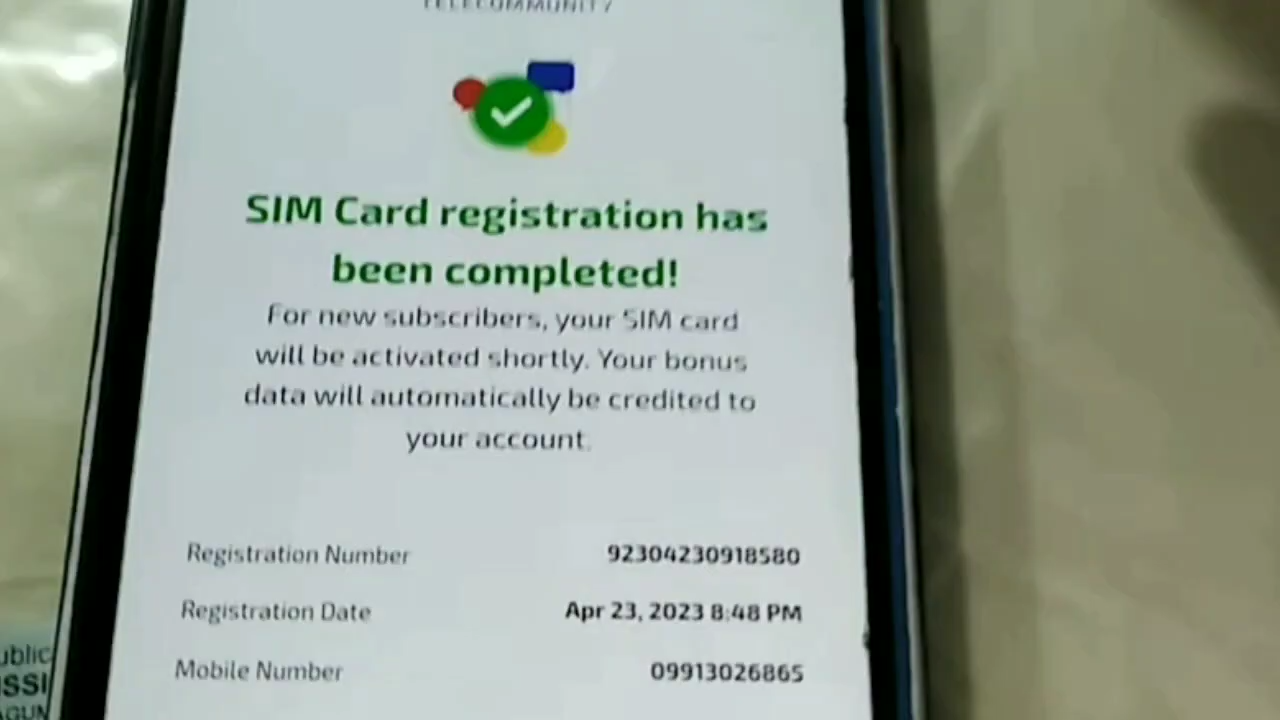 TELECOMMUNITY
SIM Card registration has
been completed!
For new subscribers, your SIM card
will be activated shortly. Your bonus
data will automatically be credited to
your account.
Registration Number 92304230918580
Registration Date Apr 23, 2023 8:48 PM
Mobile Number 09913026865